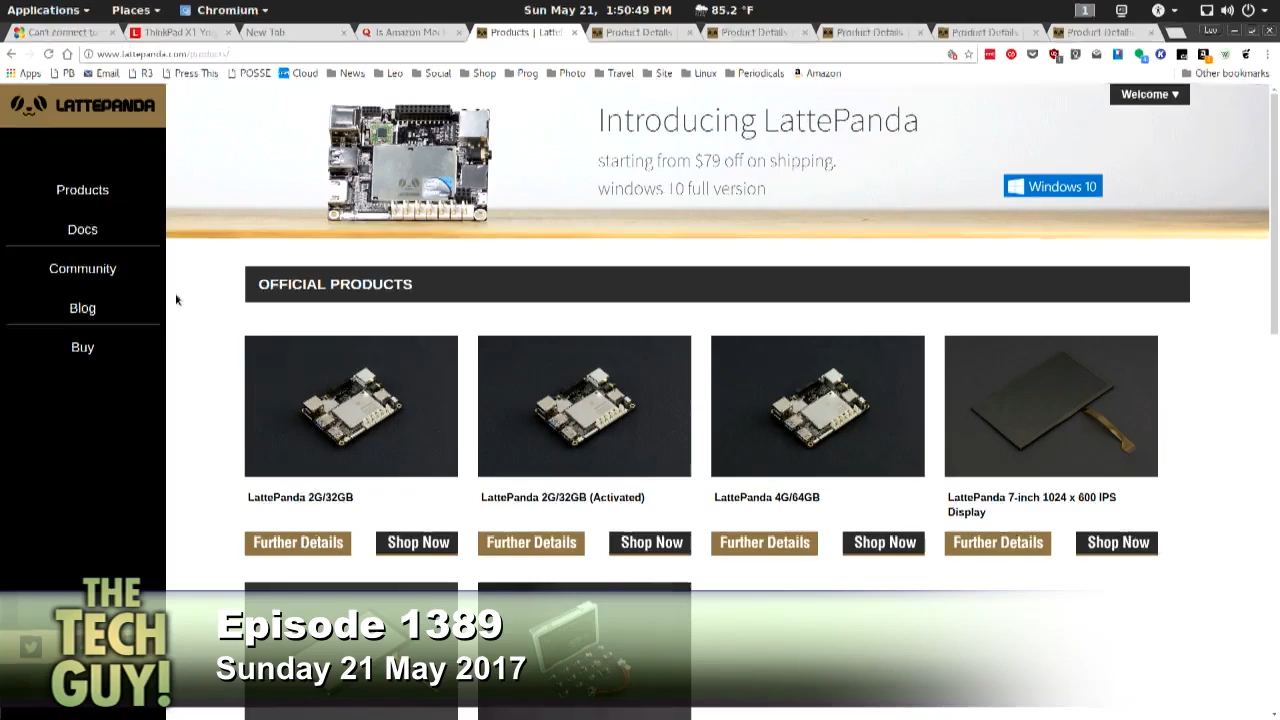 Applications
Places
Chromium
Sun May 21, 1:50:49 PM
85.2 °F
1
Can't connect to
ThinkPad X1 Yog
New Tab
Is Amazon Mec
Products | Latte
Product Details
Product Details
Product Details
Product Details
Product Details
Leo
www.lattepanda.com/products/
Apps
PB
Email
R3
Press This
POSSE
Cloud
News
Leo
Social
Shop
Prog
Photo
Travel
Site
Linux
Periodicals
Amazon
Other bookmarks
LATTEPANDA
Welcome ▼
Introducing LattePanda
starting from $79 off on shipping.
windows 10 full version
Windows 10
Products
Docs
Community
Blog
Buy
OFFICIAL PRODUCTS
LattePanda 2G/32GB
LattePanda 2G/32GB (Activated)
LattePanda 4G/64GB
LattePanda 7-inch 1024 x 600 IPS
Display
Further Details
Shop Now
Further Details
Shop Now
Further Details
Shop Now
Further Details
Shop Now
THE
TECH
GUY!
Episode 1389
Sunday 21 May 2017